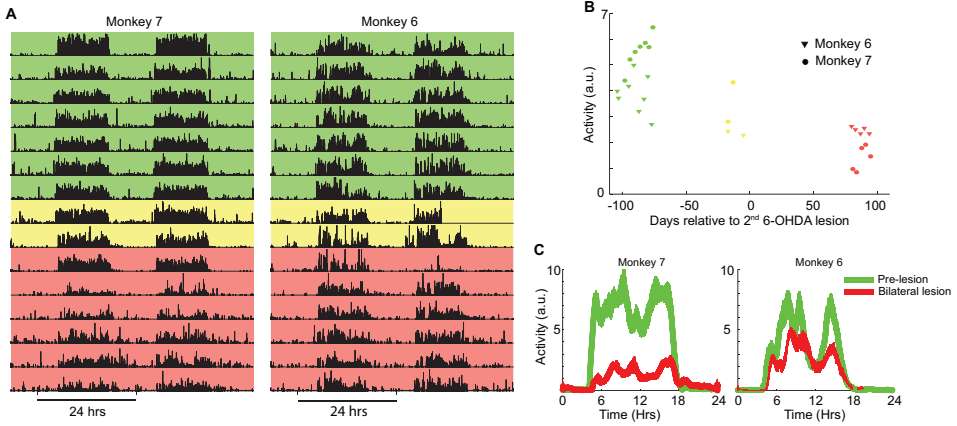 A
Monkey 7
Monkey 6
24 hrs
24 hrs
B
7
Activity (a.u.)
0
Monkey 6
Monkey 7
-100
-50
0
50
100
Days relative to 2nd 6-OHDA lesion
C
Monkey 7
Monkey 6
Pre-lesion
Bilateral lesion
10
5
Activity (a.u.)
0
6
12
18
24
Time (Hrs)
10
5
0
6
12
18
24
Time (Hrs)